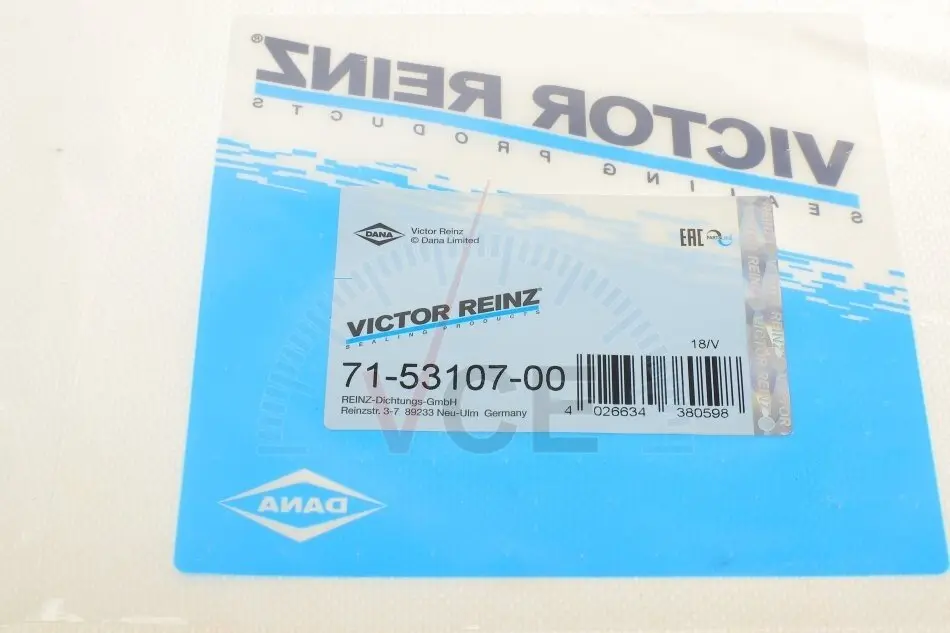 VICTOR REINZ®
SEALING PRODUCTS
DANA
Victor Reinz
© Dana Limited
EAC
VICTOR REINZ
SEALING PRODUCTS
18/V
71-53107-00
REINZ-Dichtungs-GmbH
Reinzstr. 3-7 89233 Neu-Ulm Germany
4 026634 380598
VCE
DANA